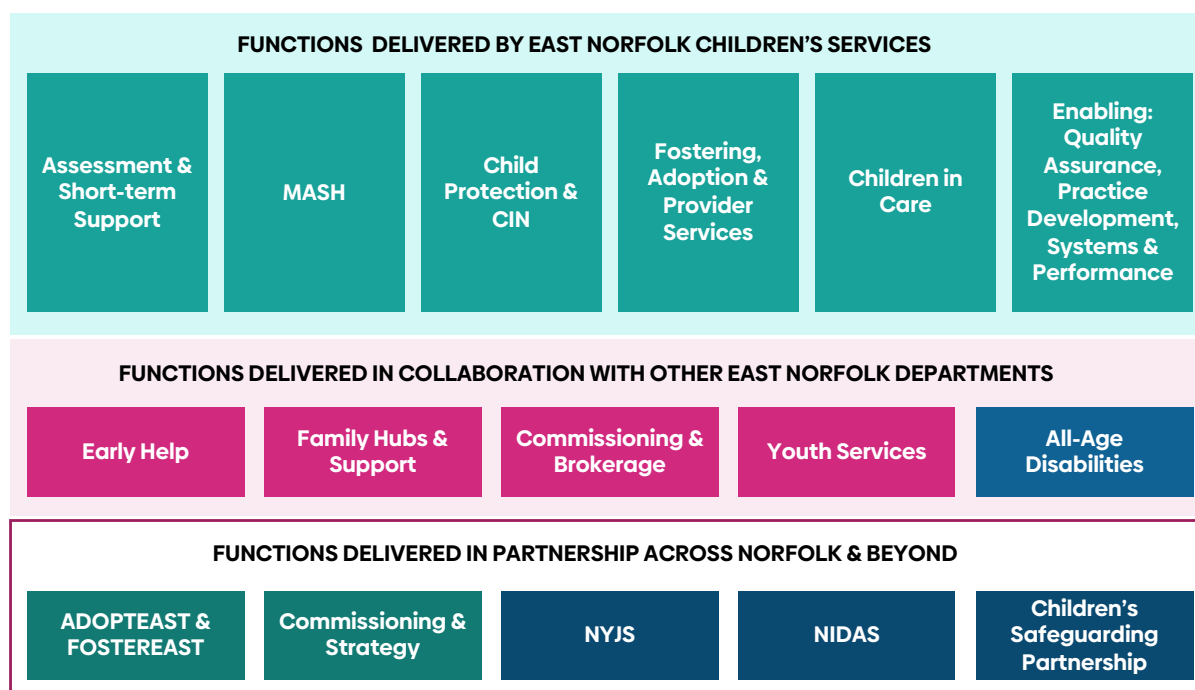 FUNCTIONS DELIVERED BY EAST NORFOLK CHILDREN'S SERVICES
Assessment &
Short-term
Support
MASH
Child
Protection &
CIN
Fostering,
Adoption &
Provider
Services
Children in
Care
Enabling:
Quality
Assurance,
Practice
Development,
Systems &
Performance
FUNCTIONS DELIVERED IN COLLABORATION WITH OTHER EAST NORFOLK DEPARTMENTS
Early Help
Family Hubs &
Support
Commissioning &
Brokerage
Youth Services
All-Age
Disabilities
FUNCTIONS DELIVERED IN PARTNERSHIP ACROSS NORFOLK & BEYOND
ADOPTEAST &
FOSTEREAST
Commissioning &
Strategy
NYJS
NIDAS
Children's
Safeguarding
Partnership